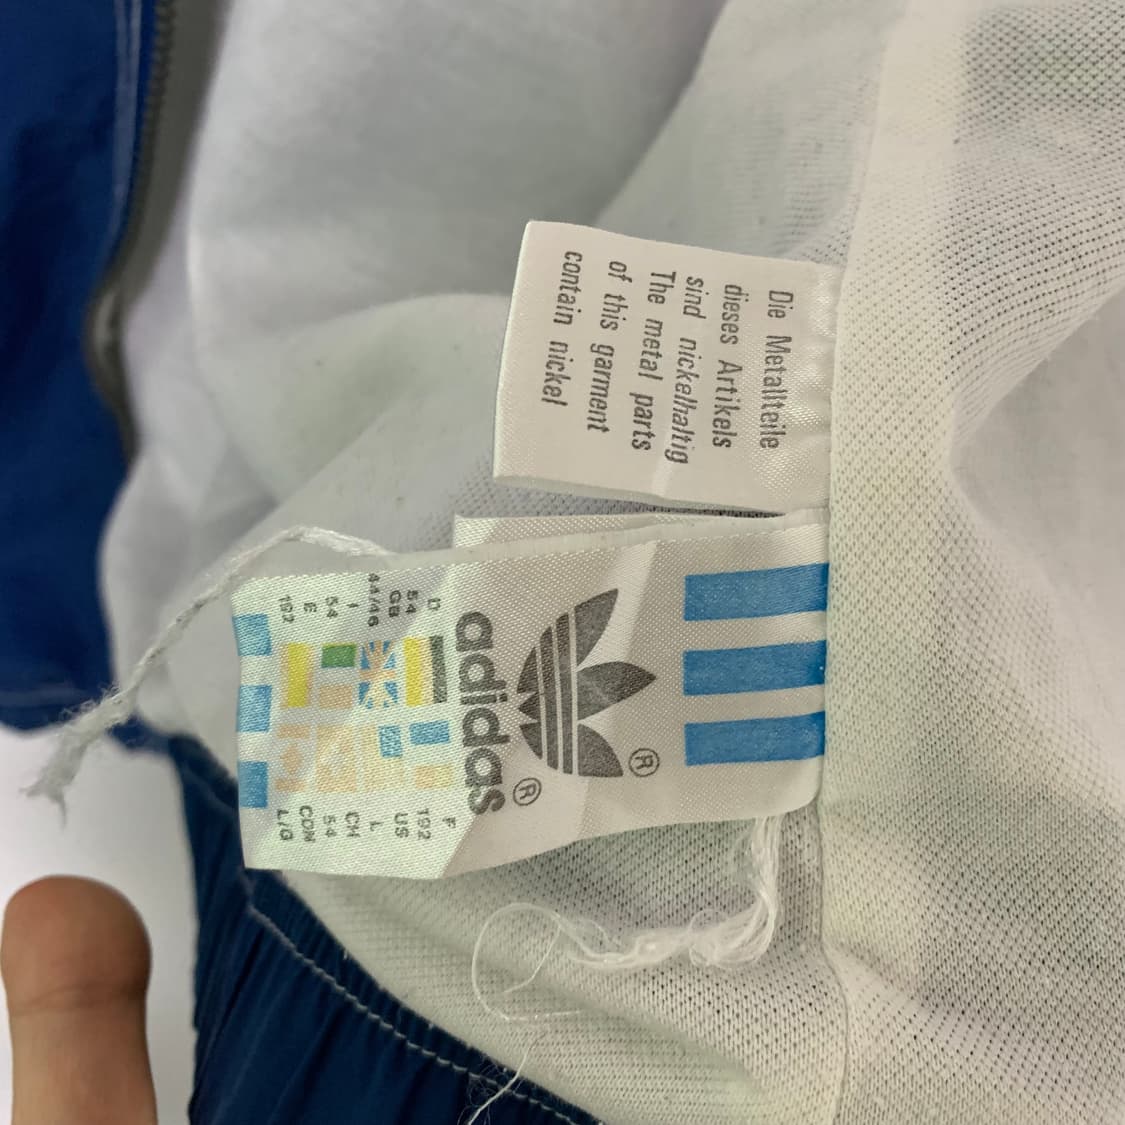 Die Metallteile
dieses Artikels
sind nickelhaltig
The metal parts
of this garment
contain nickel
®
adidas ®
D
54
GB
44/46
I
54
E
192
F
192
US
L
CH
54
CDN
L/G